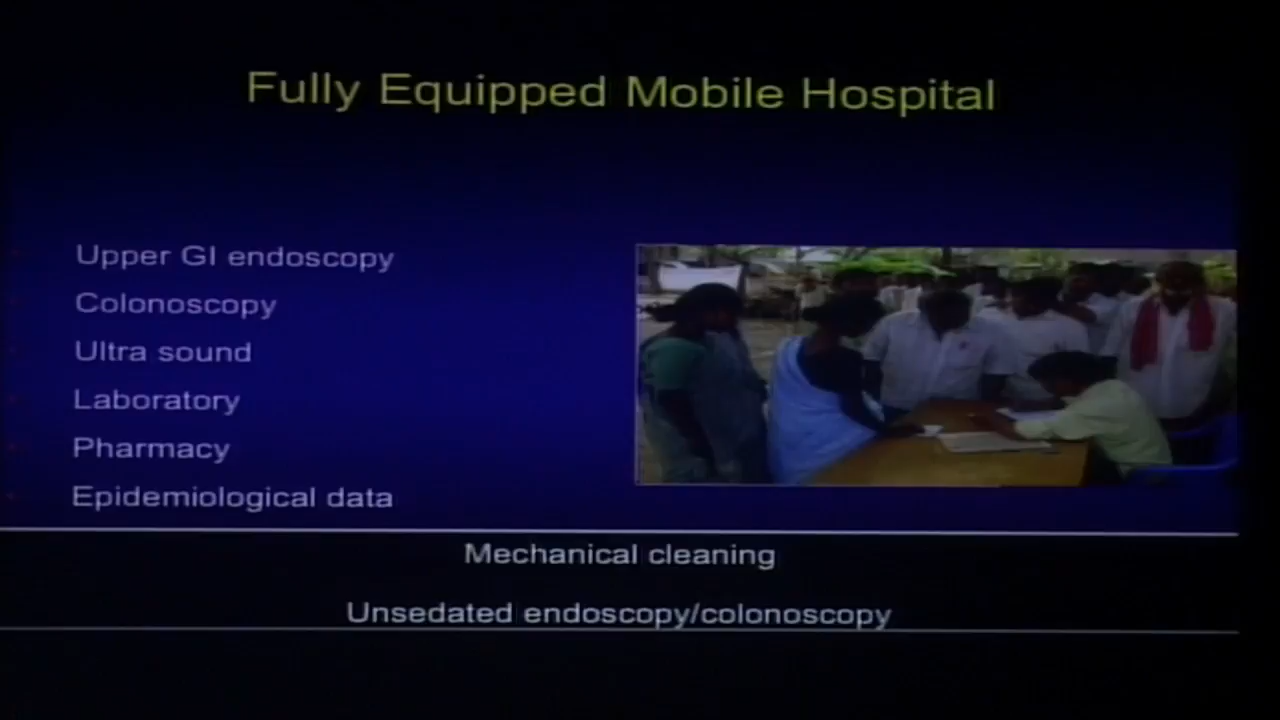 Fully Equipped Mobile Hospital
Upper GI endoscopy
Colonoscopy
Ultra sound
Laboratory
Pharmacy
Epidemiological data
Mechanical cleaning
Unsedated endoscopy/colonoscopy